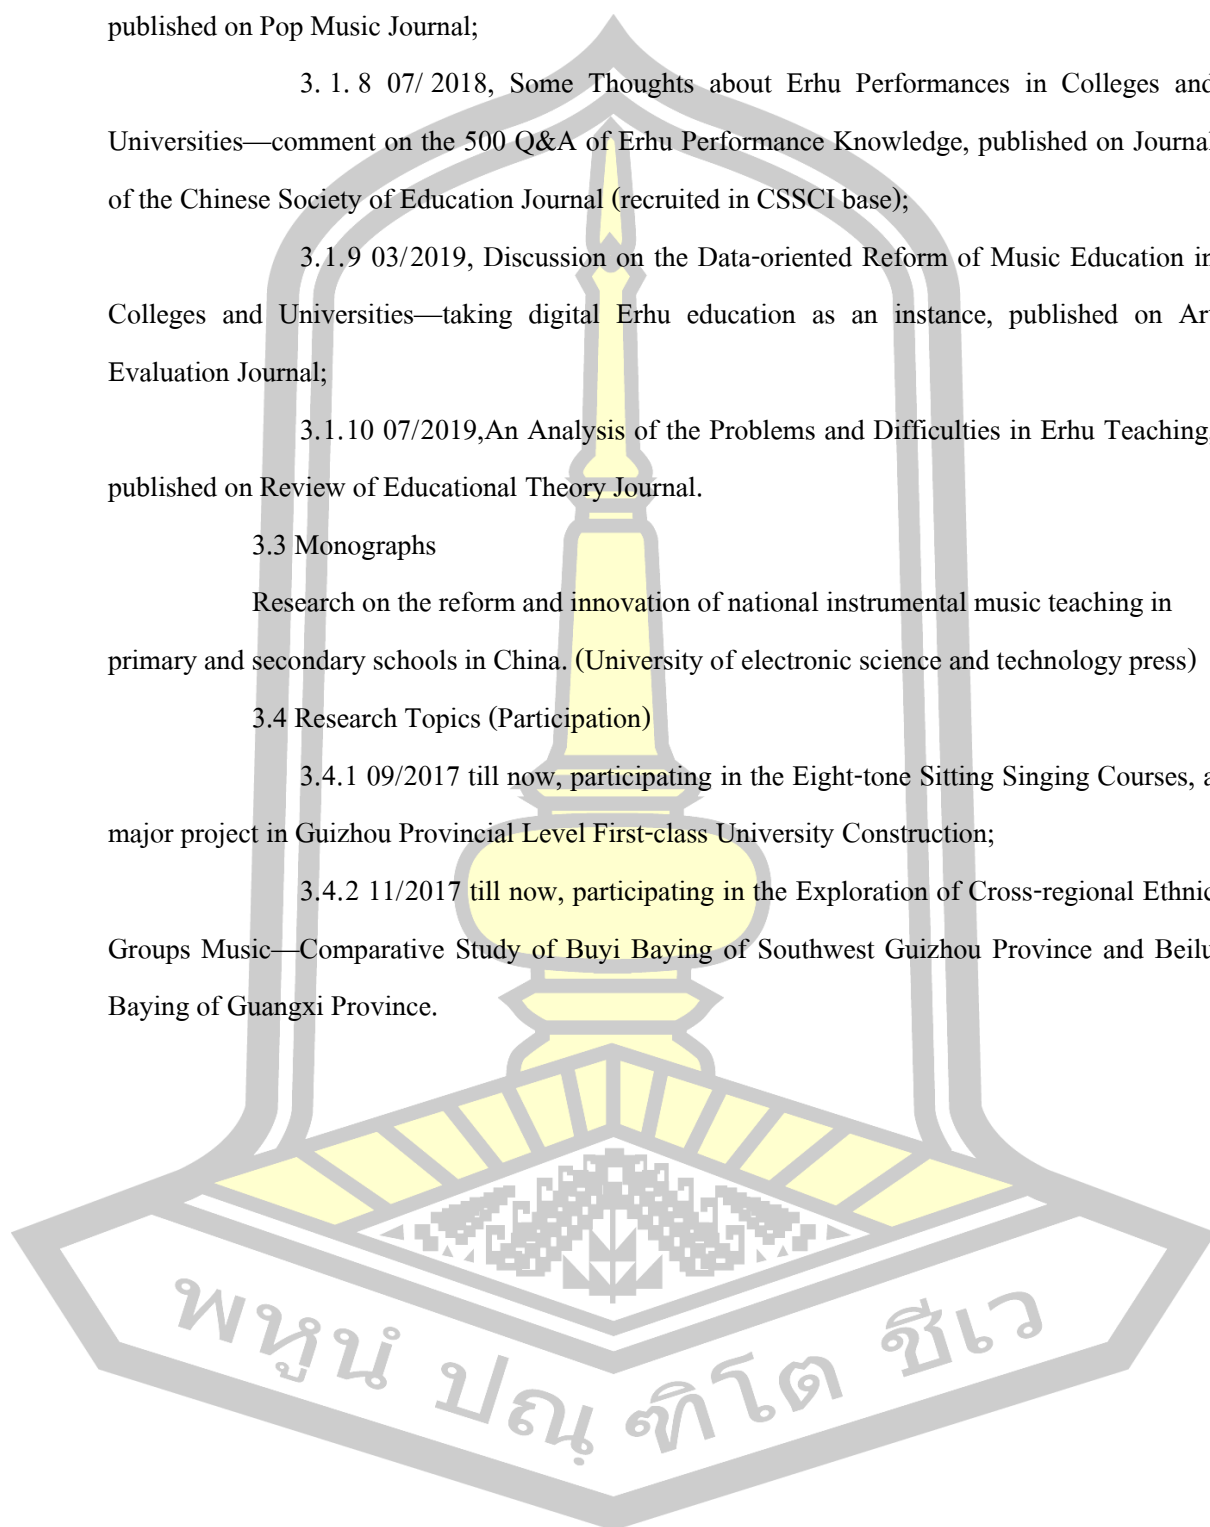 published on Pop Music Journal;
3. 1. 8 07/ 2018, Some Thoughts about Erhu Performances in Colleges and
Universities—comment on the 500 Q&A of Erhu Performance Knowledge, published on Journal
of the Chinese Society of Education Journal (recruited in CSSCI base);
3.1.9 03/2019, Discussion on the Data-oriented Reform of Music Education in
Colleges and Universities—taking digital Erhu education as an instance, published on Art
Evaluation Journal;
3.1.10 07/2019,An Analysis of the Problems and Difficulties in Erhu Teaching,
published on Review of Educational Theory Journal.
3.3 Monographs
Research on the reform and innovation of national instrumental music teaching in
primary and secondary schools in China. (University of electronic science and technology press)
3.4 Research Topics (Participation)
3.4.1 09/2017 till now, participating in the Eight-tone Sitting Singing Courses, a
major project in Guizhou Provincial Level First-class University Construction;
3.4.2 11/2017 till now, participating in the Exploration of Cross-regional Ethnic
Groups Music—Comparative Study of Buyi Baying of Southwest Guizhou Province and Beilu
Baying of Guangxi Province.
พหูนํ ปณฺฑิโต ชีเว